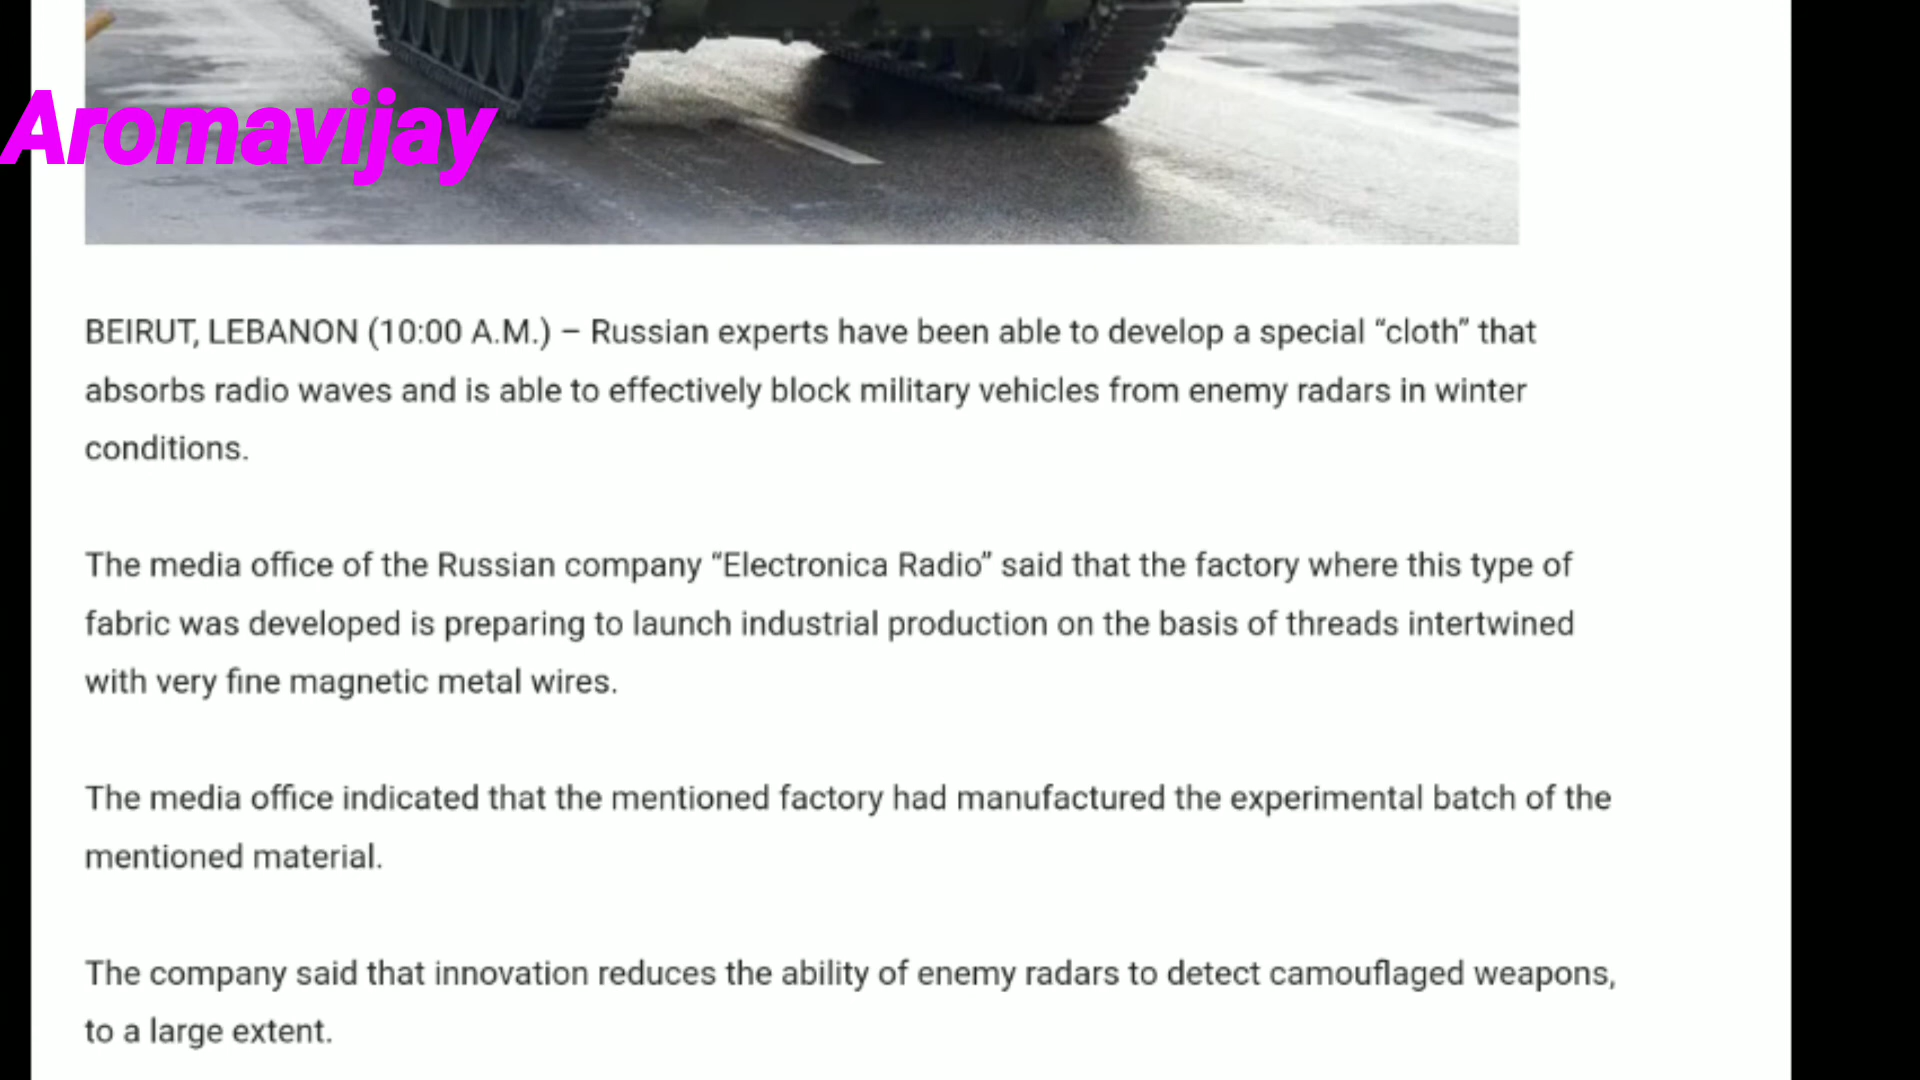 Aromavijay
BEIRUT, LEBANON (10:00 A.M.) – Russian experts have been able to develop a special “cloth” that
absorbs radio waves and is able to effectively block military vehicles from enemy radars in winter
conditions.
The media office of the Russian company “Electronica Radio” said that the factory where this type of
fabric was developed is preparing to launch industrial production on the basis of threads intertwined
with very fine magnetic metal wires.
The media office indicated that the mentioned factory had manufactured the experimental batch of the
mentioned material.
The company said that innovation reduces the ability of enemy radars to detect camouflaged weapons,
to a large extent.